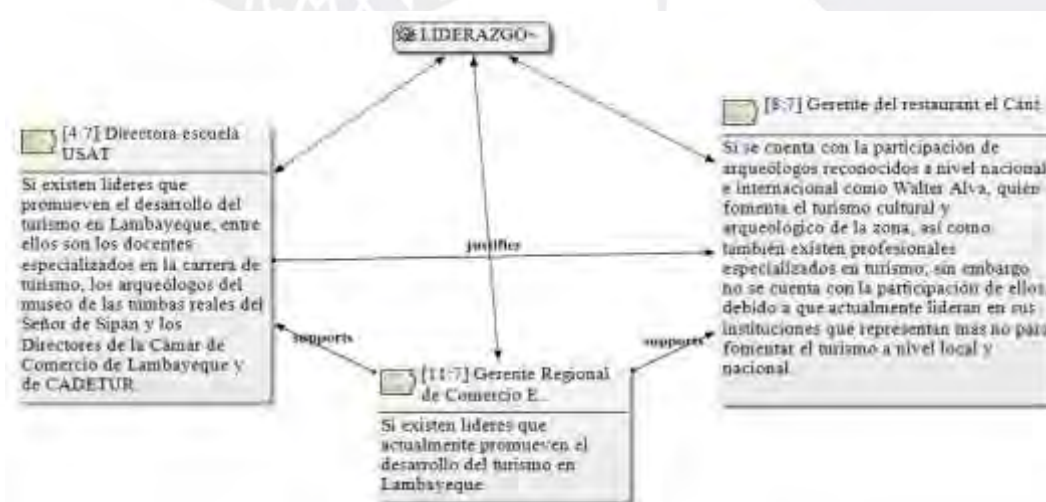 LIDERAZGO~
[4:7] Directora escuela
USAT
Si existen lideres que
promueven el desarrollo del
turismo en Lambayeque, entre
ellos son los docentes
especializados en la carrera de
turismo, los arqueólogos del
museo de las tumbas reales del
Señor de Sipán y los
Directores de la Cámar de
Comercio de Lambayeque y
de CADETUR
[8:7] Gerente del restaurant el Cant
Si se cuenta con la participación de
arqueólogos reconocidos a nivel nacional
e internacional como Walter Alva, quien
fomenta el turismo cultural y
arqueológico de la zona, así como
también existen profesionales
especializados en turismo, sin embargo
no se cuenta con la participación de ellos
debido a que actualmente lideran en sus
instituciones que representan mas no para
fomentar el turismo a nivel local y
nacional
justifies
supports
supports
[11:7] Gerente Regional
de Comercio E...
Si existen lideres que
actualmente promueven el
desarrollo del turismo en
Lambayeque